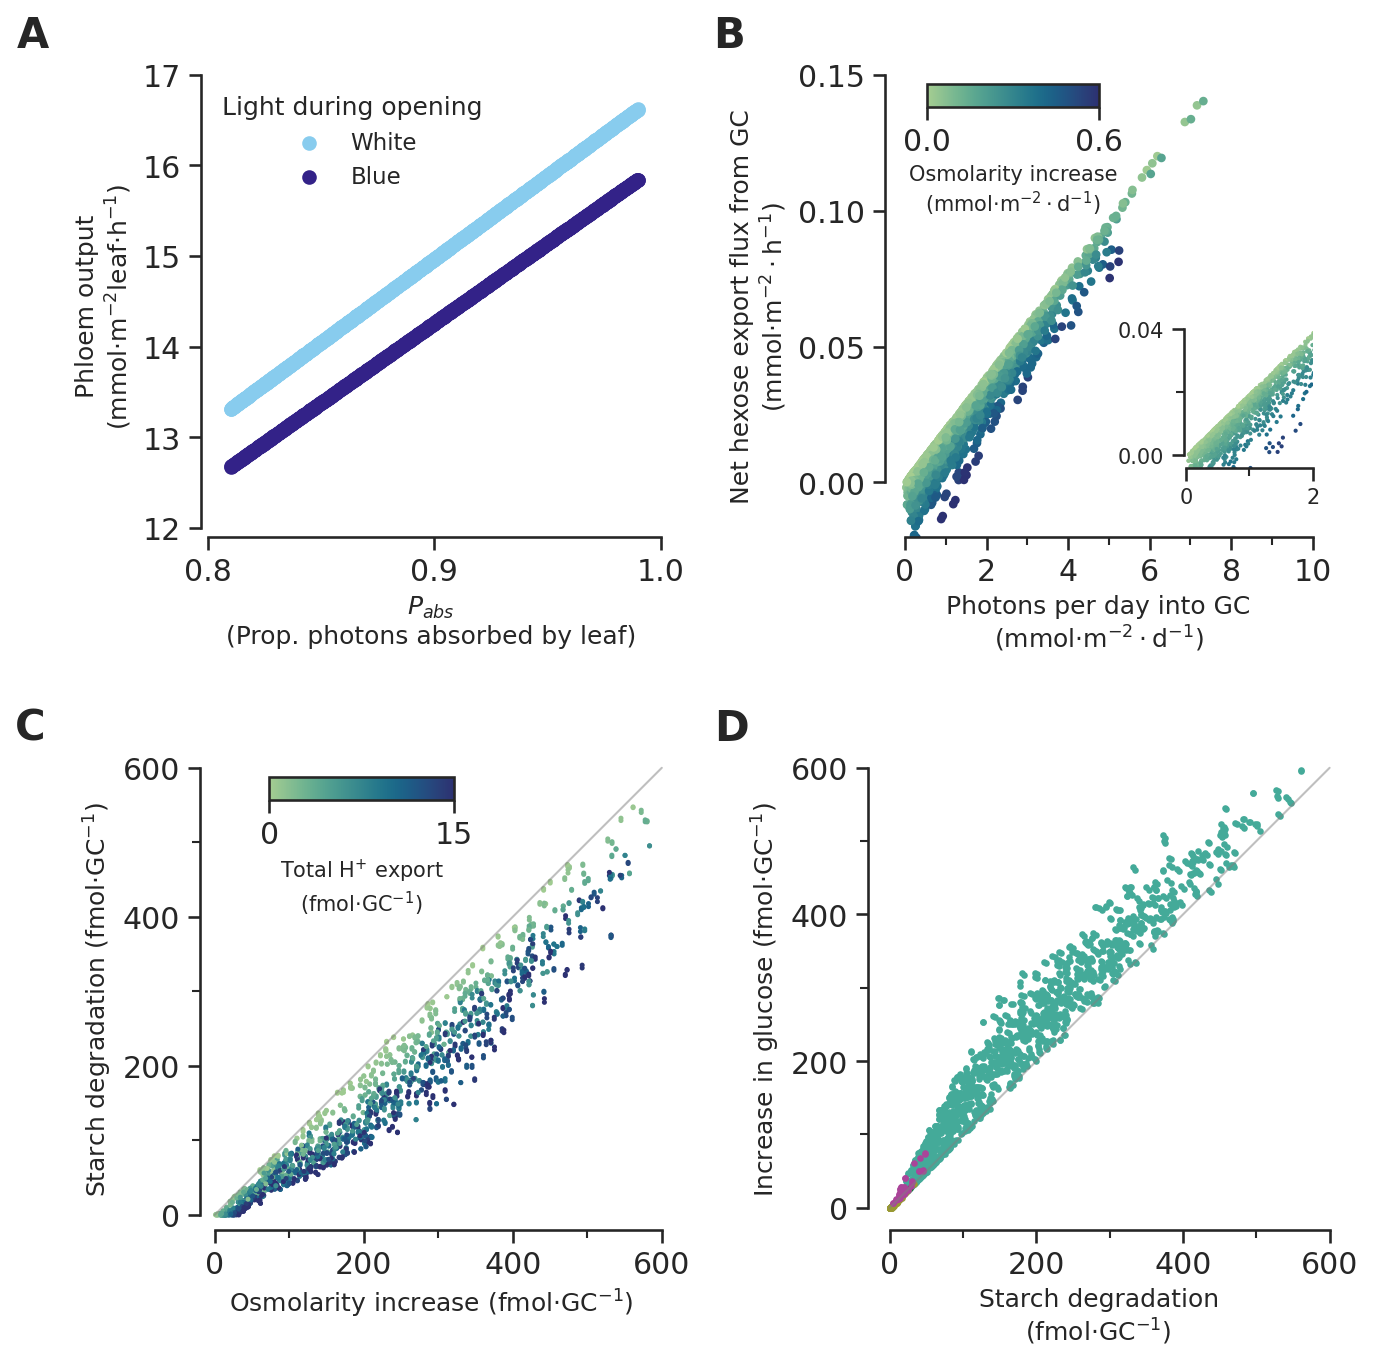 A
17
16
15
14
13
12
Phloem output
(mmol·m⁻²leaf·h⁻¹)
Light during opening
White
Blue
0.8
0.9
1.0
P_abs
(Prop. photons absorbed by leaf)
B
0.15
0.10
0.05
0.00
Net hexose export flux from GC
(mmol·m⁻² · h⁻¹)
0.0
0.6
Osmolarity increase
(mmol·m⁻² · d⁻¹)
0.04
0.00
0
2
0
2
4
6
8
10
Photons per day into GC
(mmol·m⁻² · d⁻¹)
C
600
400
200
0
Starch degradation (fmol·GC⁻¹)
0
15
Total H⁺ export
(fmol·GC⁻¹)
0
200
400
600
Osmolarity increase (fmol·GC⁻¹)
D
600
400
200
0
Increase in glucose (fmol·GC⁻¹)
0
200
400
600
Starch degradation
(fmol·GC⁻¹)